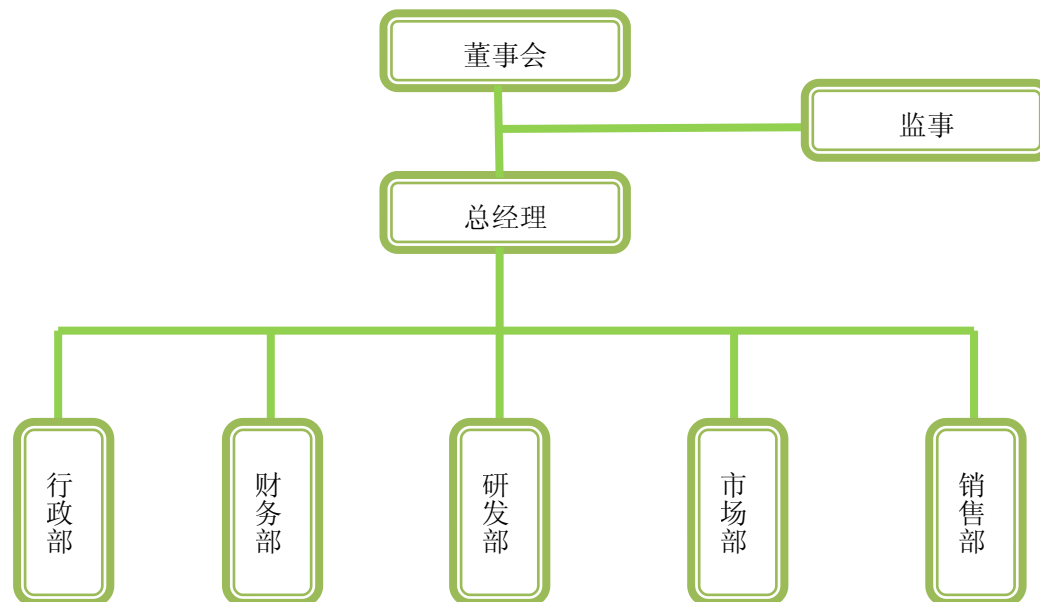 董事会
监事
总经理
行政部
财务部
研发部
市场部
销售部